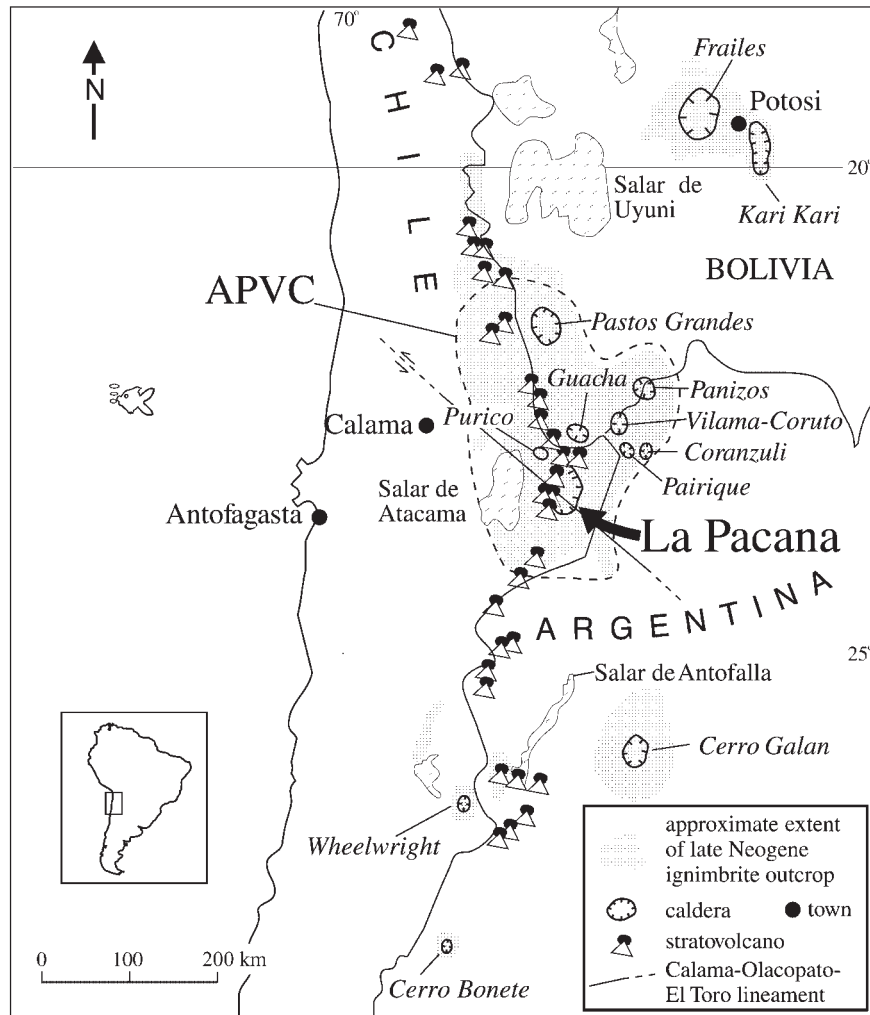 70°
N
CHILE
Frailes
Potosi
20°
Salar de
Uyuni
Kari Kari
BOLIVIA
APVC
Pastos Grandes
Guacha
Panizos
Purico
Vilama-Coruto
Calama
Coranzuli
Pairique
Salar de
Atacama
Antofagasta
La Pacana
ARGENTINA
25°
Salar de Antofalla
Cerro Galan
Wheelwright
Cerro Bonete
0 100 200 km
approximate extent
of late Neogene
ignimbrite outcrop
caldera town
stratovolcano
Calama-Olacopato-
El Toro lineament